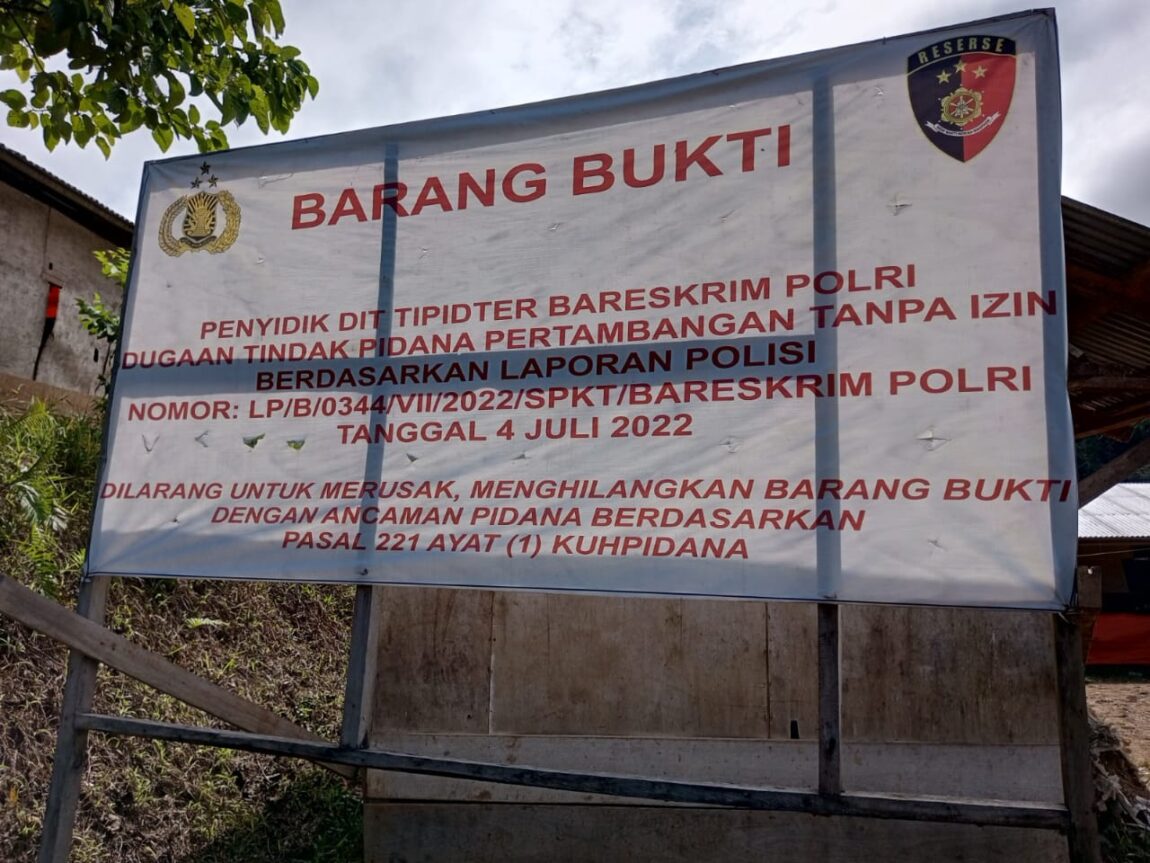 RESERSE
BARANG BUKTI
PENYIDIK DIT TIPIDTER BARESKRIM POLRI
DUGAAN TINDAK PIDANA PERTAMBANGAN TANPA IZIN
BERDASARKAN LAPORAN POLISI
NOMOR: LP/B/0344/VII/2022/SPKT/BARESKRIM POLRI
TANGGAL 4 JULI 2022
DILARANG UNTUK MERUSAK, MENGHILANGKAN BARANG BUKTI
DENGAN ANCAMAN PIDANA BERDASARKAN
PASAL 221 AYAT (1) KUHPIDANA